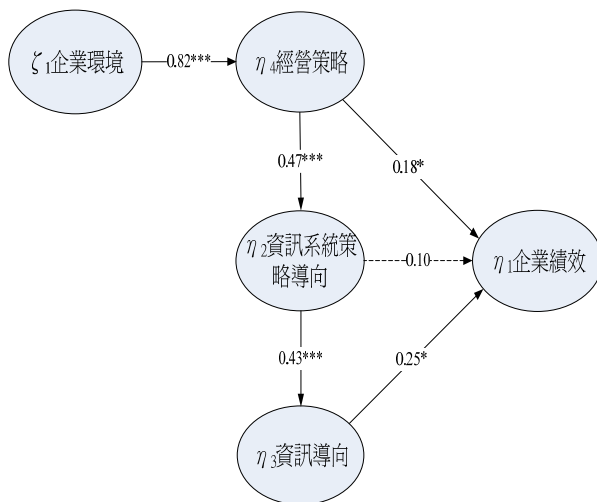 ζ1企業環境
0.82***
η4經營策略
0.47***
0.18*
η2資訊系統策
略導向
0.10
η1企業績效
0.43***
0.25*
η3資訊導向